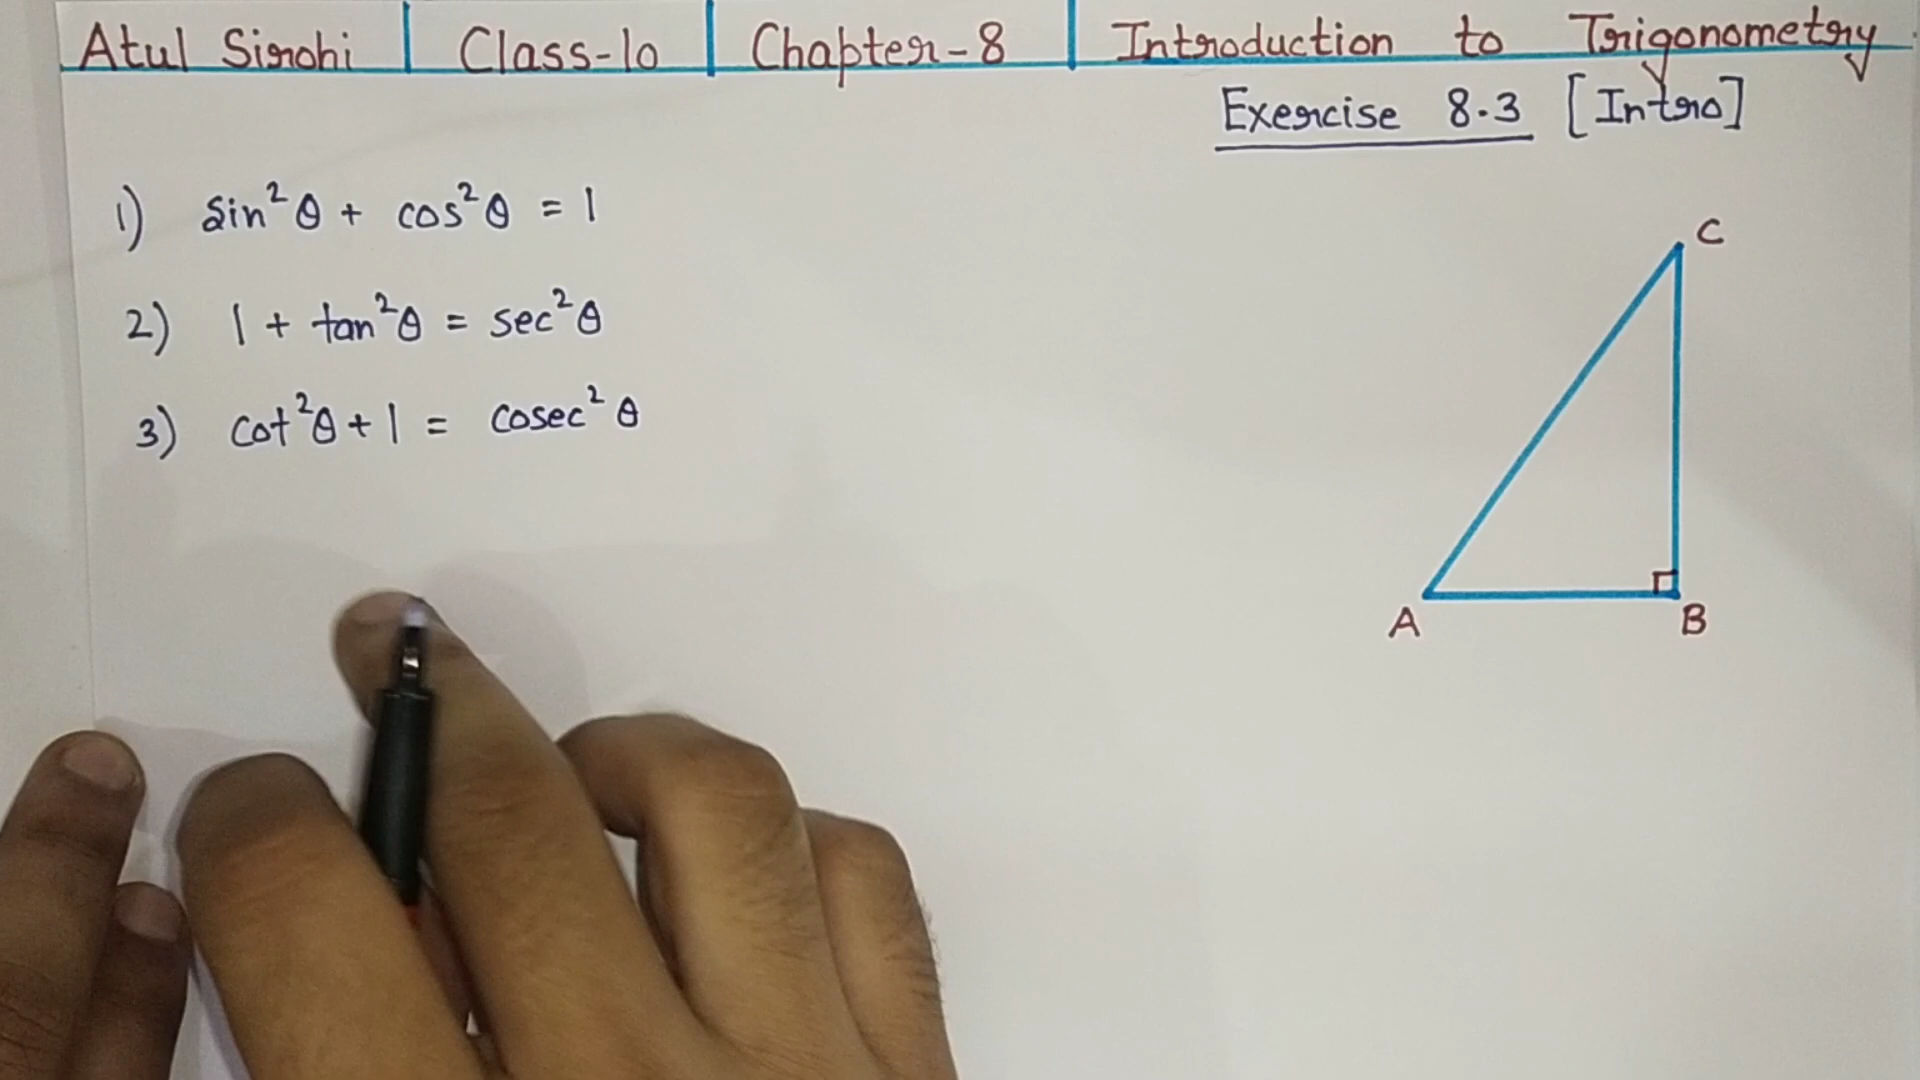 Atul Sirohi | Class-10 | Chapter-8 | Introduction to Trigonometry
Exercise 8.3 [Intro]
1) sin²θ + cos²θ = 1
2) 1 + tan²θ = sec²θ
3) cot²θ + 1 = cosec²θ
C
A
B